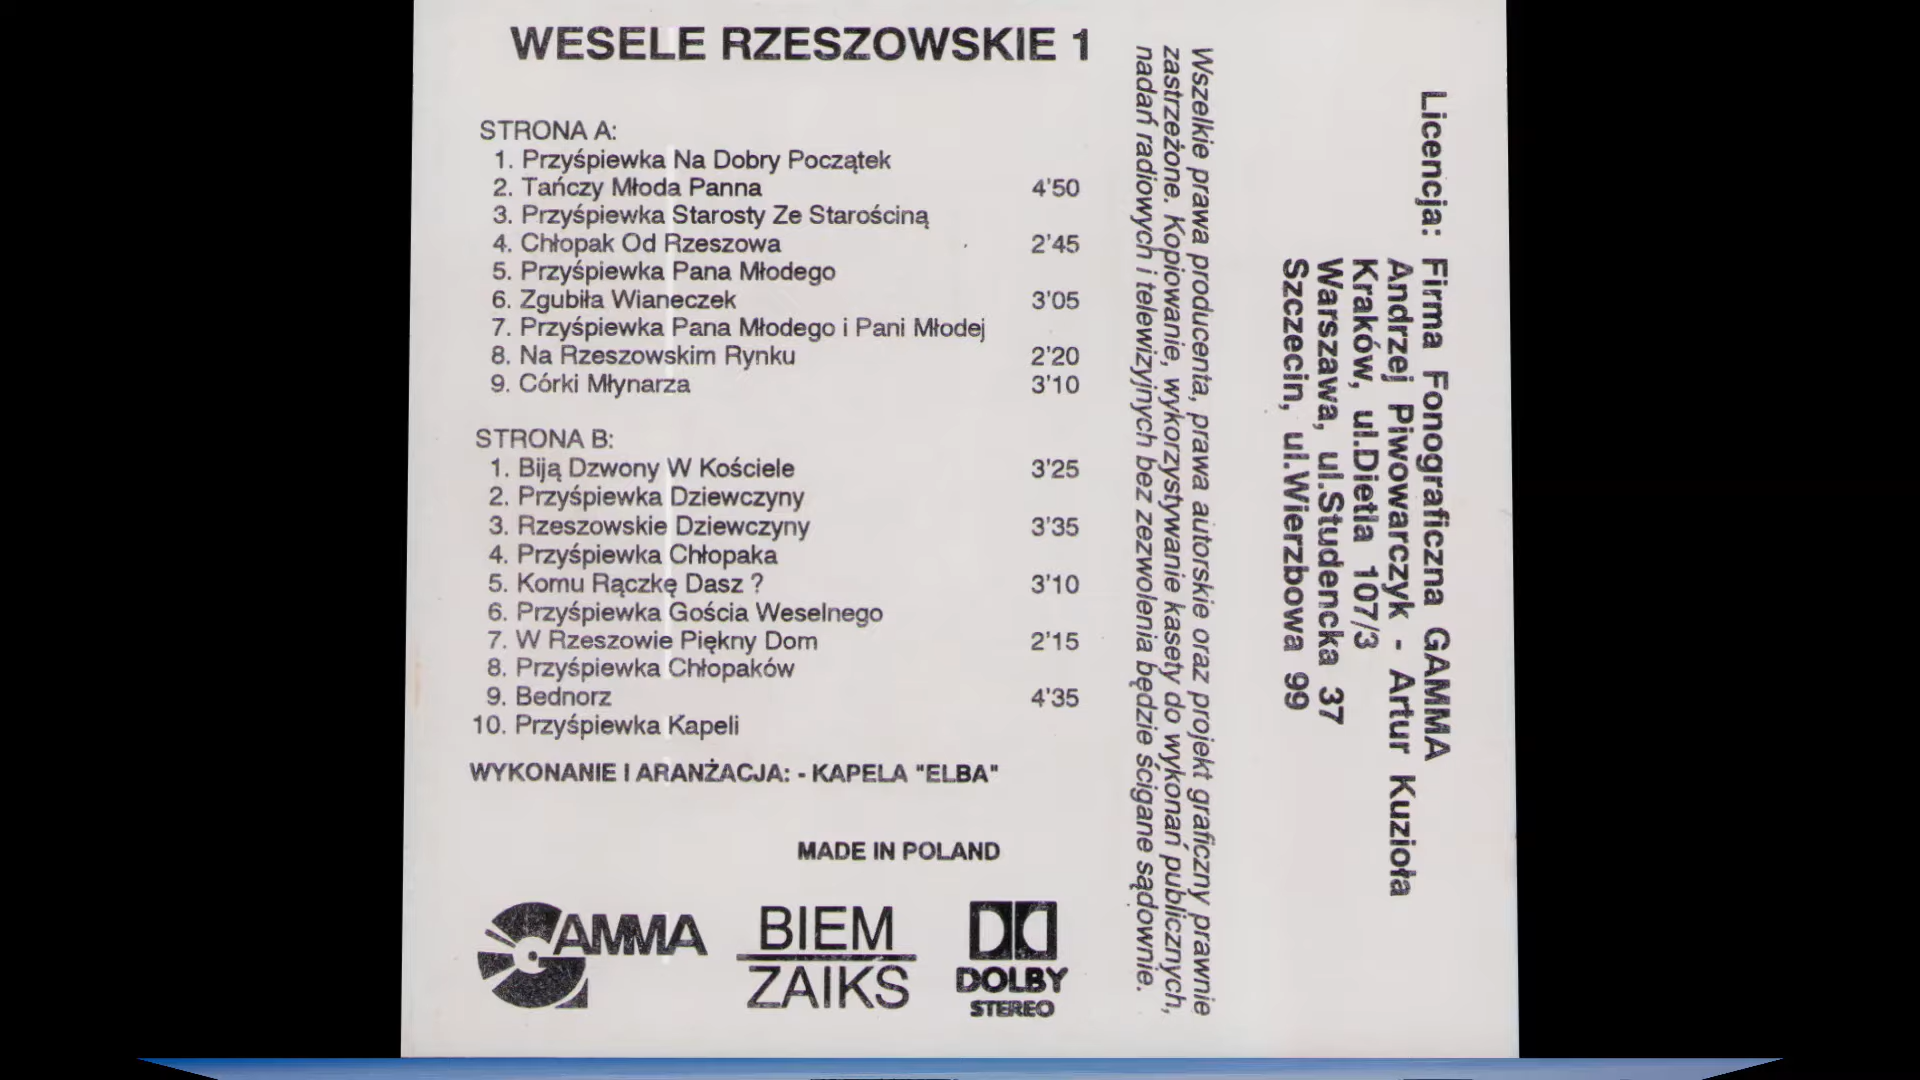 WESELE RZESZOWSKIE 1
STRONA A:
1. Przyśpiewka Na Dobry Początek
2. Tańczy Młoda Panna 4'50
3. Przyśpiewka Starosty Ze Starościną
4. Chłopak Od Rzeszowa 2'45
5. Przyśpiewka Pana Młodego
6. Zgubiła Wianeczek 3'05
7. Przyśpiewka Pana Młodego i Pani Młodej
8. Na Rzeszowskim Rynku 2'20
9. Córki Młynarza 3'10
STRONA B:
1. Biją Dzwony W Kościele 3'25
2. Przyśpiewka Dziewczyny
3. Rzeszowskie Dziewczyny 3'35
4. Przyśpiewka Chłopaka
5. Komu Rączkę Dasz ? 3'10
6. Przyśpiewka Gościa Weselnego
7. W Rzeszowie Piękny Dom 2'15
8. Przyśpiewka Chłopaków
9. Bednorz 4'35
10. Przyśpiewka Kapeli
WYKONANIE I ARANŻACJA: - KAPELA "ELBA"
MADE IN POLAND
GAMMA
BIEM
ZAIKS
DOLBY
STEREO
Wszelkie prawa producenta, prawa autorskie oraz projekt graficzny prawnie
zastrzeżone. Kopiowanie, wykorzystywanie kasety do wykonań publicznych,
nadań radiowych i telewizyjnych bez zezwolenia będzie ścigane sądownie.
Licencja: Firma Fonograficzna GAMMA
Andrzej Piwowarczyk - Artur Kuzioła
Kraków, ul.Dietla 107/3
Warszawa, ul.Studencka 37
Szczecin, ul.Wierzbowa 99